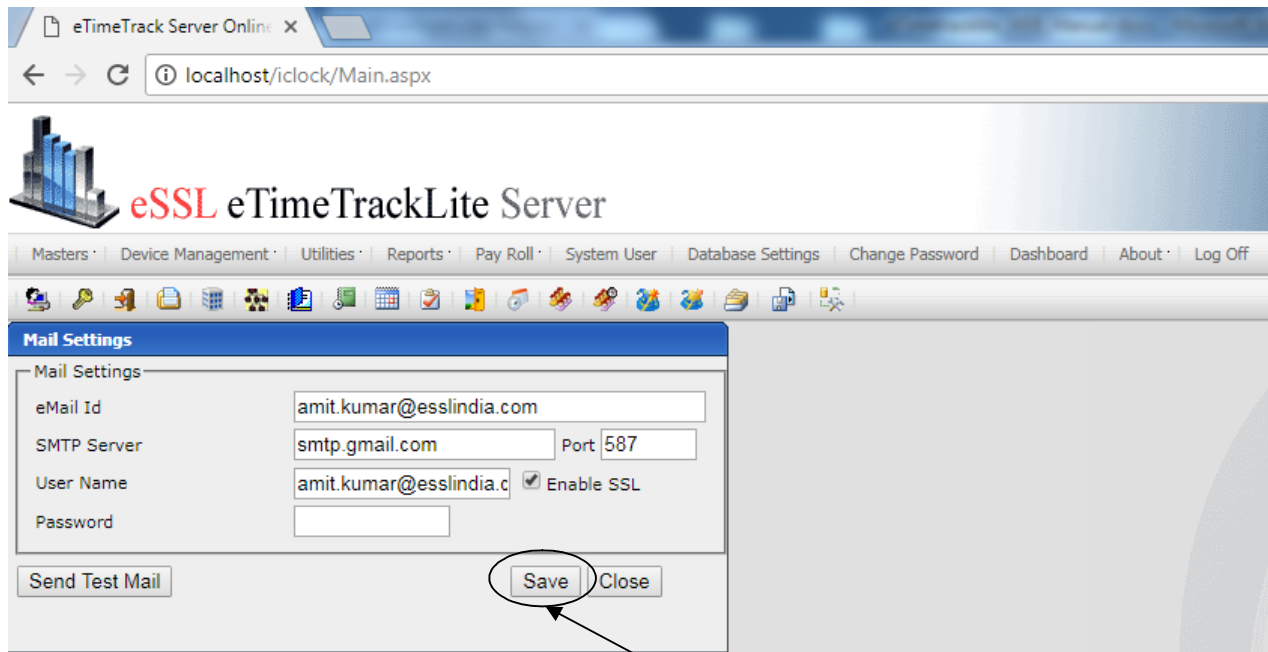 eTimeTrack Server Online
localhost/iclock/Main.aspx
eSSL eTimeTrackLite Server
Masters Device Management Utilities Reports Pay Roll System User Database Settings Change Password Dashboard About Log Off
Mail Settings
Mail Settings
eMail Id amit.kumar@esslindia.com
SMTP Server smtp.gmail.com Port 587
User Name amit.kumar@esslindia.c Enable SSL
Password
Send Test Mail Save Close